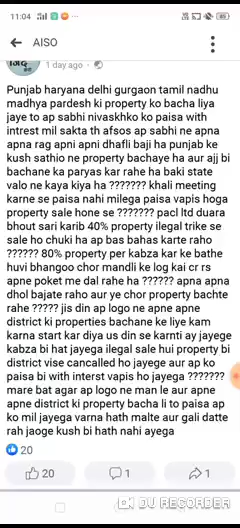 11:04
AISO
1 day ago
Punjab haryana delhi gurgaon tamil nadhu
madhya pardesh ki property ko bacha liya
jaye to ap sabhi nivaskhko ko paisa with
intrest mil sakta th afsos ap sabhi ne apna
apna rag apni apni dhafli baji ha punjab ke
kush sathio ne property bachaye ha aur ajj bi
bachane ka paryas kar rahe ha baki state
valo ne kaya kiya ha ??????? khali meeting
karne se paisa nahi milega paisa vapis hoga
property sale hone se ??????? pacl ltd duara
bhout sari karib 40% property ilegal trike se
sale ho chuki ha ap bas bahas karte raho
?????? 80% property per kabza kar ke bathe
huvi bhangoo chor mandli ke log kai cr rs
apne poket me dal rahe ha ?????? apna apna
dhol bajate raho aur ye chor property bachte
rahe ????? jis din ap logo ne apne apne
district ki properties bachane ke liye kam
karna start kar diya us din se karnti ay jayege
kabza bi hat jayega ilegal sale hui property bi
district vise cancalled ho jayege aur ap ko
paisa bi with interst vapis ho jayega ???????
mare bat agar ap logo ne man le aur apne
apne district ki property bacha li to paisa ap
ko mil jayega varna hath malte aur gali datte
rah jaoge kush bi hath nahi ayega
20
20
1
1
DU RECORDER